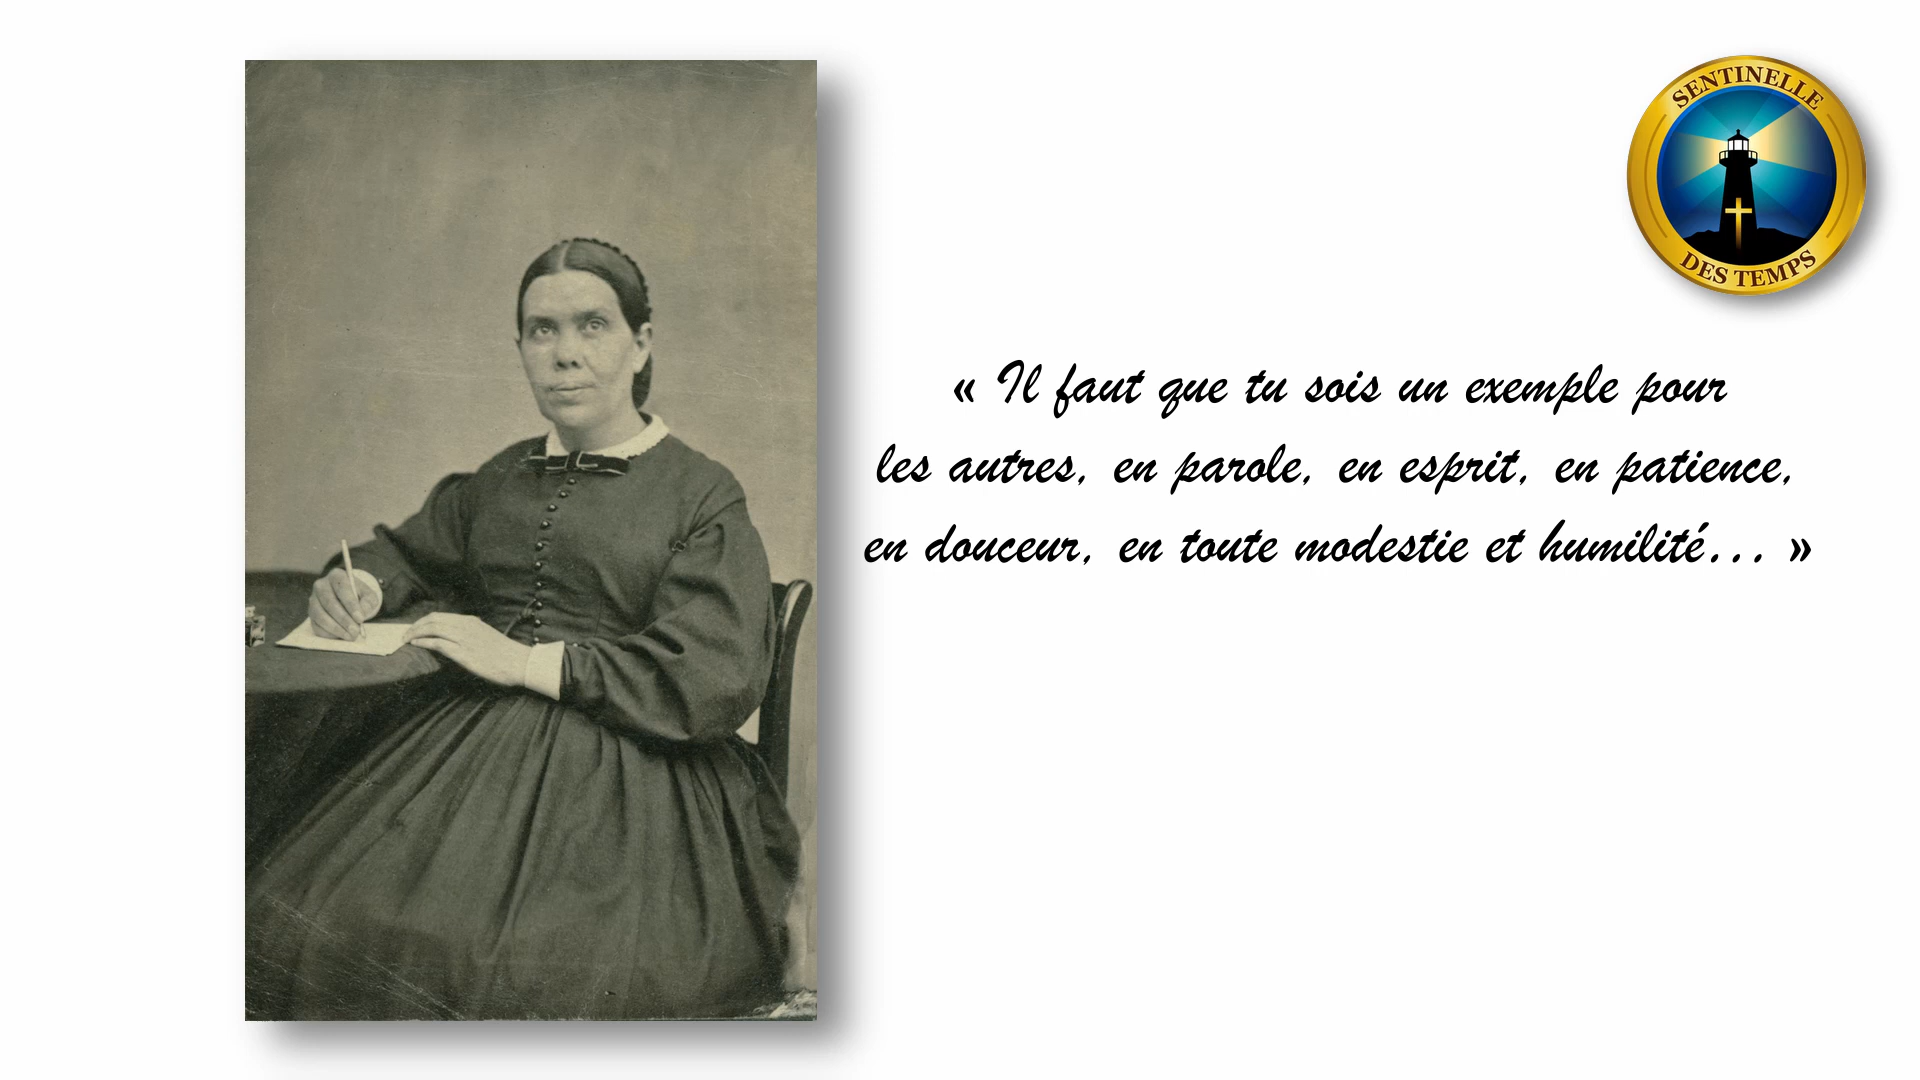 SENTINELLE
DES TEMPS
« Il faut que tu sois un exemple pour
les autres, en parole, en esprit, en patience,
en douceur, en toute modestie et humilité... »